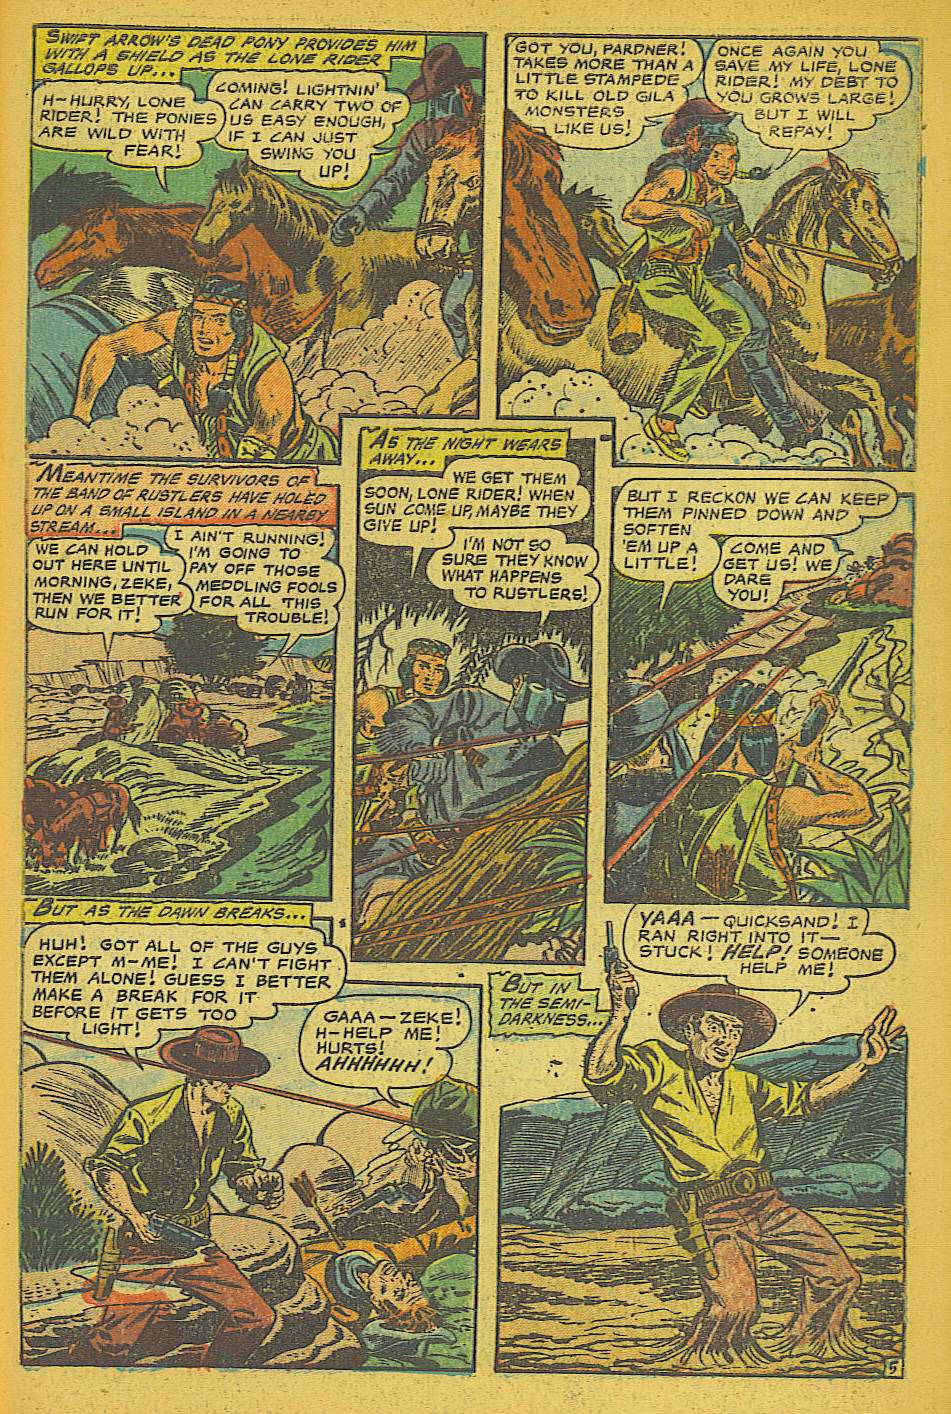 SWIFT ARROW'S DEAD PONY PROVIDES HIM
WITH A SHIELD AS THE LONE RIDER
GALLOPS UP...
H-HURRY, LONE
RIDER! THE PONIES
ARE WILD WITH
FEAR!
COMING! LIGHTNIN'
CAN CARRY TWO OF
US EASY ENOUGH,
IF I CAN JUST
SWING YOU
UP!
GOT YOU, PARDNER!
TAKES MORE THAN A
LITTLE STAMPEDE
TO KILL OLD GILA
MONSTERS
LIKE US!
ONCE AGAIN YOU
SAVE MY LIFE, LONE
RIDER! MY DEBT TO
YOU GROWS LARGE!
BUT I WILL
REPAY!
MEANTIME THE SURVIVORS OF
THE BAND OF RUSTLERS HAVE HOLED
UP ON A SMALL ISLAND IN A NEARBY
STREAM...
WE CAN HOLD
OUT HERE UNTIL
MORNING, ZEKE,
THEN WE BETTER
RUN FOR IT!
I AIN'T RUNNING!
I'M GOING TO
PAY OFF THOSE
MEDDLING FOOLS
FOR ALL THIS
TROUBLE!
AS THE NIGHT WEARS
AWAY...
WE GET THEM
SOON, LONE RIDER! WHEN
SUN COME UP, MAYBE THEY
GIVE UP!
I'M NOT SO
SURE THEY KNOW
WHAT HAPPENS
TO RUSTLERS!
BUT I RECKON WE CAN KEEP
THEM PINNED DOWN AND
SOFTEN
'EM UP A
LITTLE!
COME AND
GET US! WE
DARE
YOU!
BUT AS THE DAWN BREAKS...
HUH! GOT ALL OF THE GUYS
EXCEPT M-ME! I CAN'T FIGHT
THEM ALONE! GUESS I BETTER
MAKE A BREAK FOR IT
BEFORE IT GETS TOO
LIGHT!
GAAA-ZEKE!
H-HELP ME!
HURTS!
AHHHHHH!
BUT IN
THE SEMI-
DARKNESS...
YAAA-QUICKSAND! I
RAN RIGHT INTO IT-
STUCK! HELP! SOMEONE
HELP ME!
5